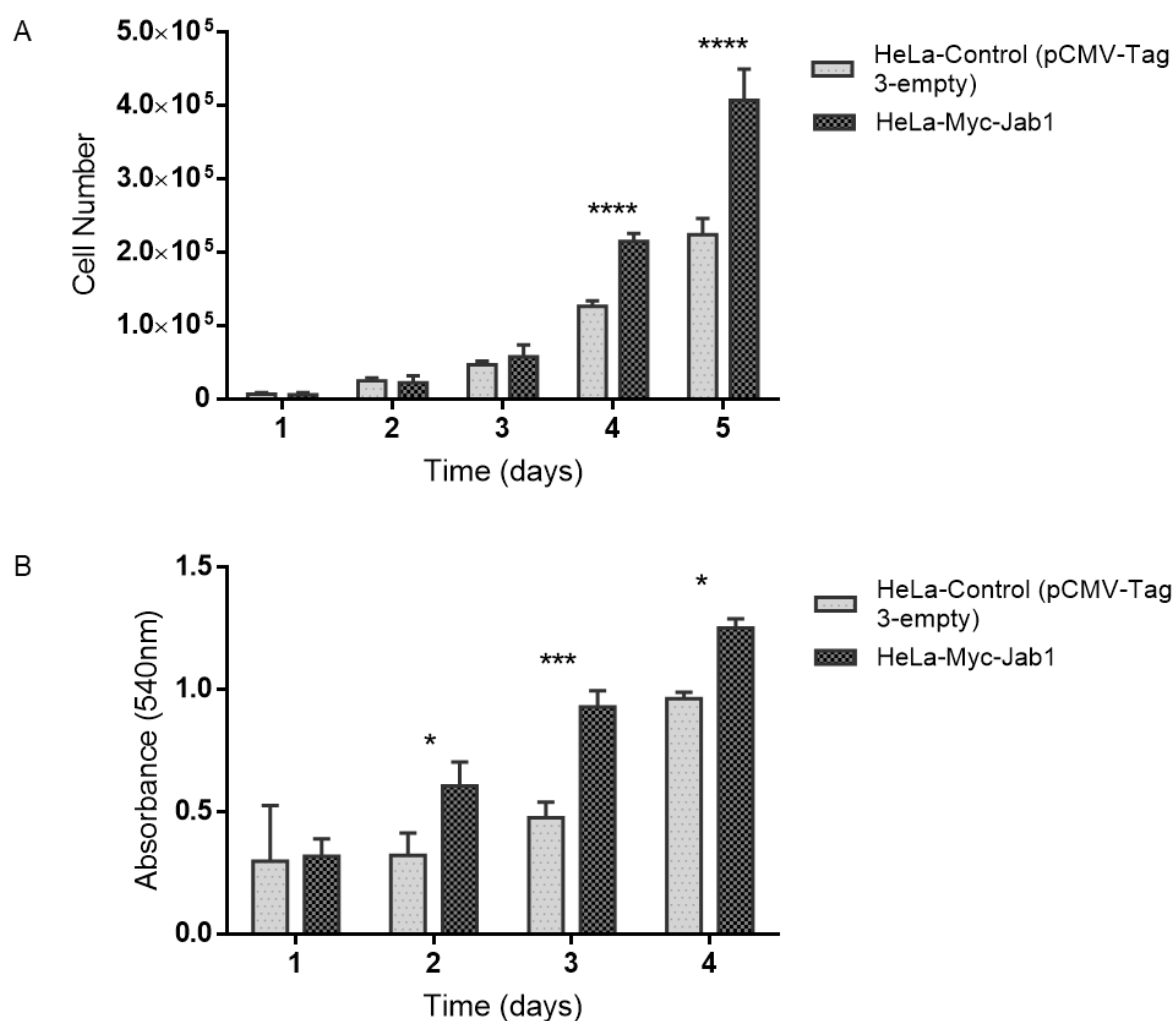 A
5.0×10⁵
4.0×10⁵
3.0×10⁵
2.0×10⁵
1.0×10⁵
0
Cell Number
****
****
1 2 3 4 5
Time (days)
HeLa-Control (pCMV-Tag
3-empty)
HeLa-Myc-Jab1
B
1.5
1.0
0.5
0.0
Absorbance (540nm)
*
***
*
1 2 3 4
Time (days)
HeLa-Control (pCMV-Tag
3-empty)
HeLa-Myc-Jab1